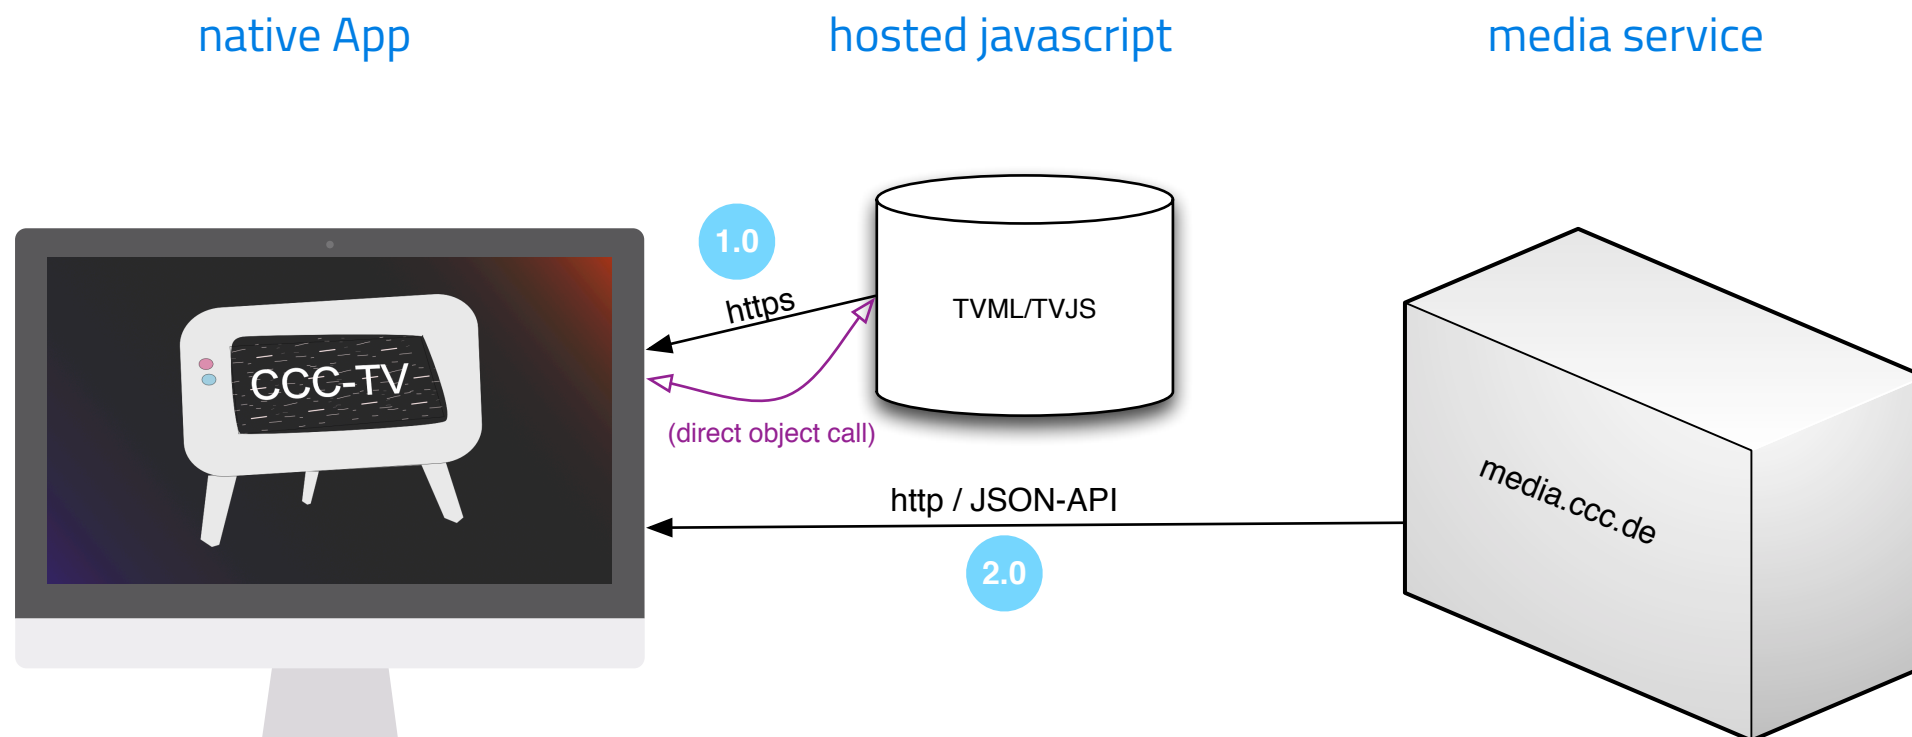 native App
hosted javascript
media service
1.0
https
TVML/TVJS
CCC-TV
(direct object call)
http / JSON-API
media.ccc.de
2.0